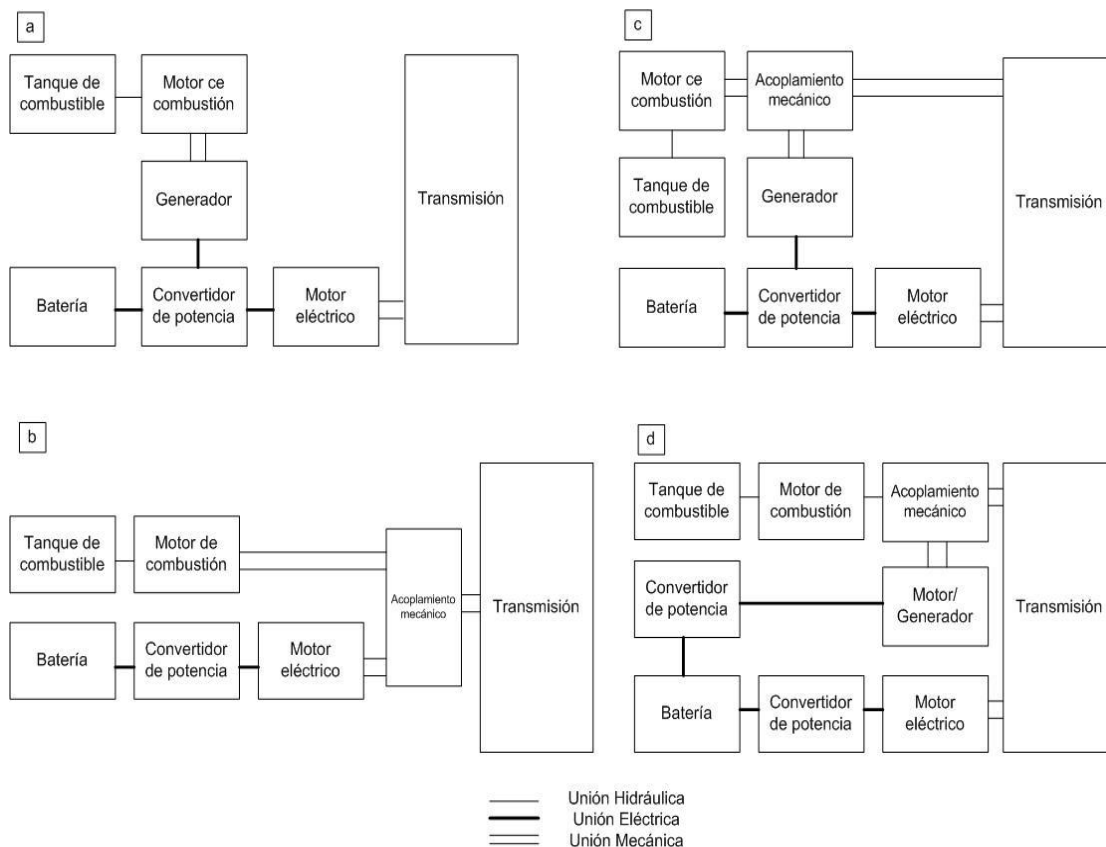 a
Tanque de
combustible
Motor ce
combustión
Generador
Transmisión
Batería
Convertidor
de potencia
Motor
eléctrico
c
Motor ce
combustión
Acoplamiento
mecánico
Tanque de
combustible
Generador
Transmisión
Batería
Convertidor
de potencia
Motor
eléctrico
b
Tanque de
combustible
Motor de
combustión
Acoplamiento
mecánico
Transmisión
Batería
Convertidor
de potencia
Motor
eléctrico
d
Tanque de
combustible
Motor de
combustión
Acoplamiento
mecánico
Convertidor
de potencia
Motor/
Generador
Transmisión
Batería
Convertidor
de potencia
Motor
eléctrico
Unión Hidráulica
Unión Eléctrica
Unión Mecánica